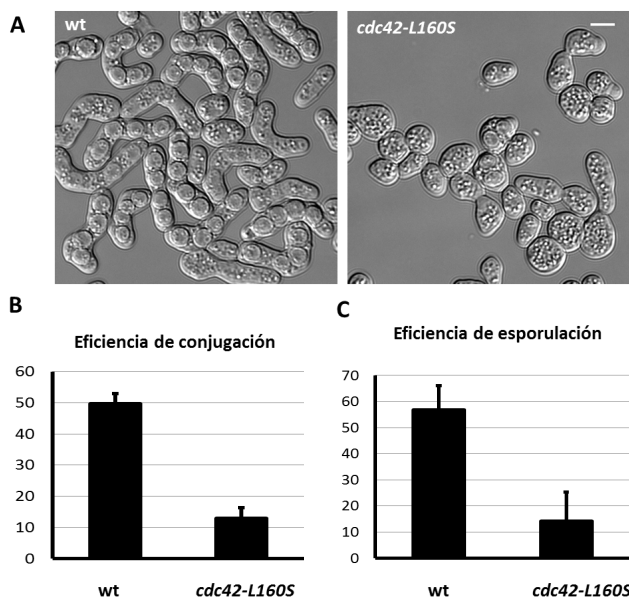 A
wt
cdc42-L160S
B
Eficiencia de conjugación
60
50
40
30
20
10
0
wt
cdc42-L160S
C
Eficiencia de esporulación
70
60
50
40
30
20
10
0
wt
cdc42-L160S